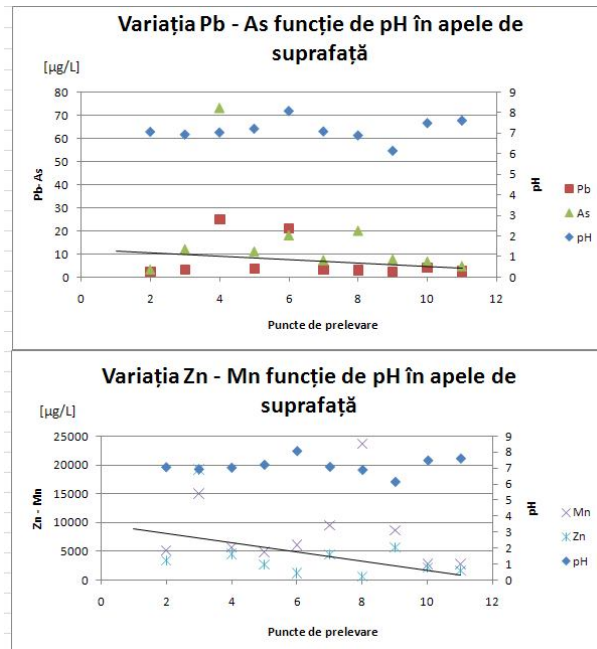 Variația Pb - As funcție de pH în apele de
suprafață
[µg/L]
80
70
60
50
40
30
20
10
0
Pb- As
9
8
7
6
5
4
3
2
1
0
pH
Pb
As
pH
0 2 4 6 8 10 12
Puncte de prelevare
Variația Zn - Mn funcție de pH în apele de
suprafață
[µg/L]
25000
20000
15000
10000
5000
0
Zn - Mn
9
8
7
6
5
4
3
2
1
0
pH
Mn
Zn
pH
0 2 4 6 8 10 12
Puncte de prelevare